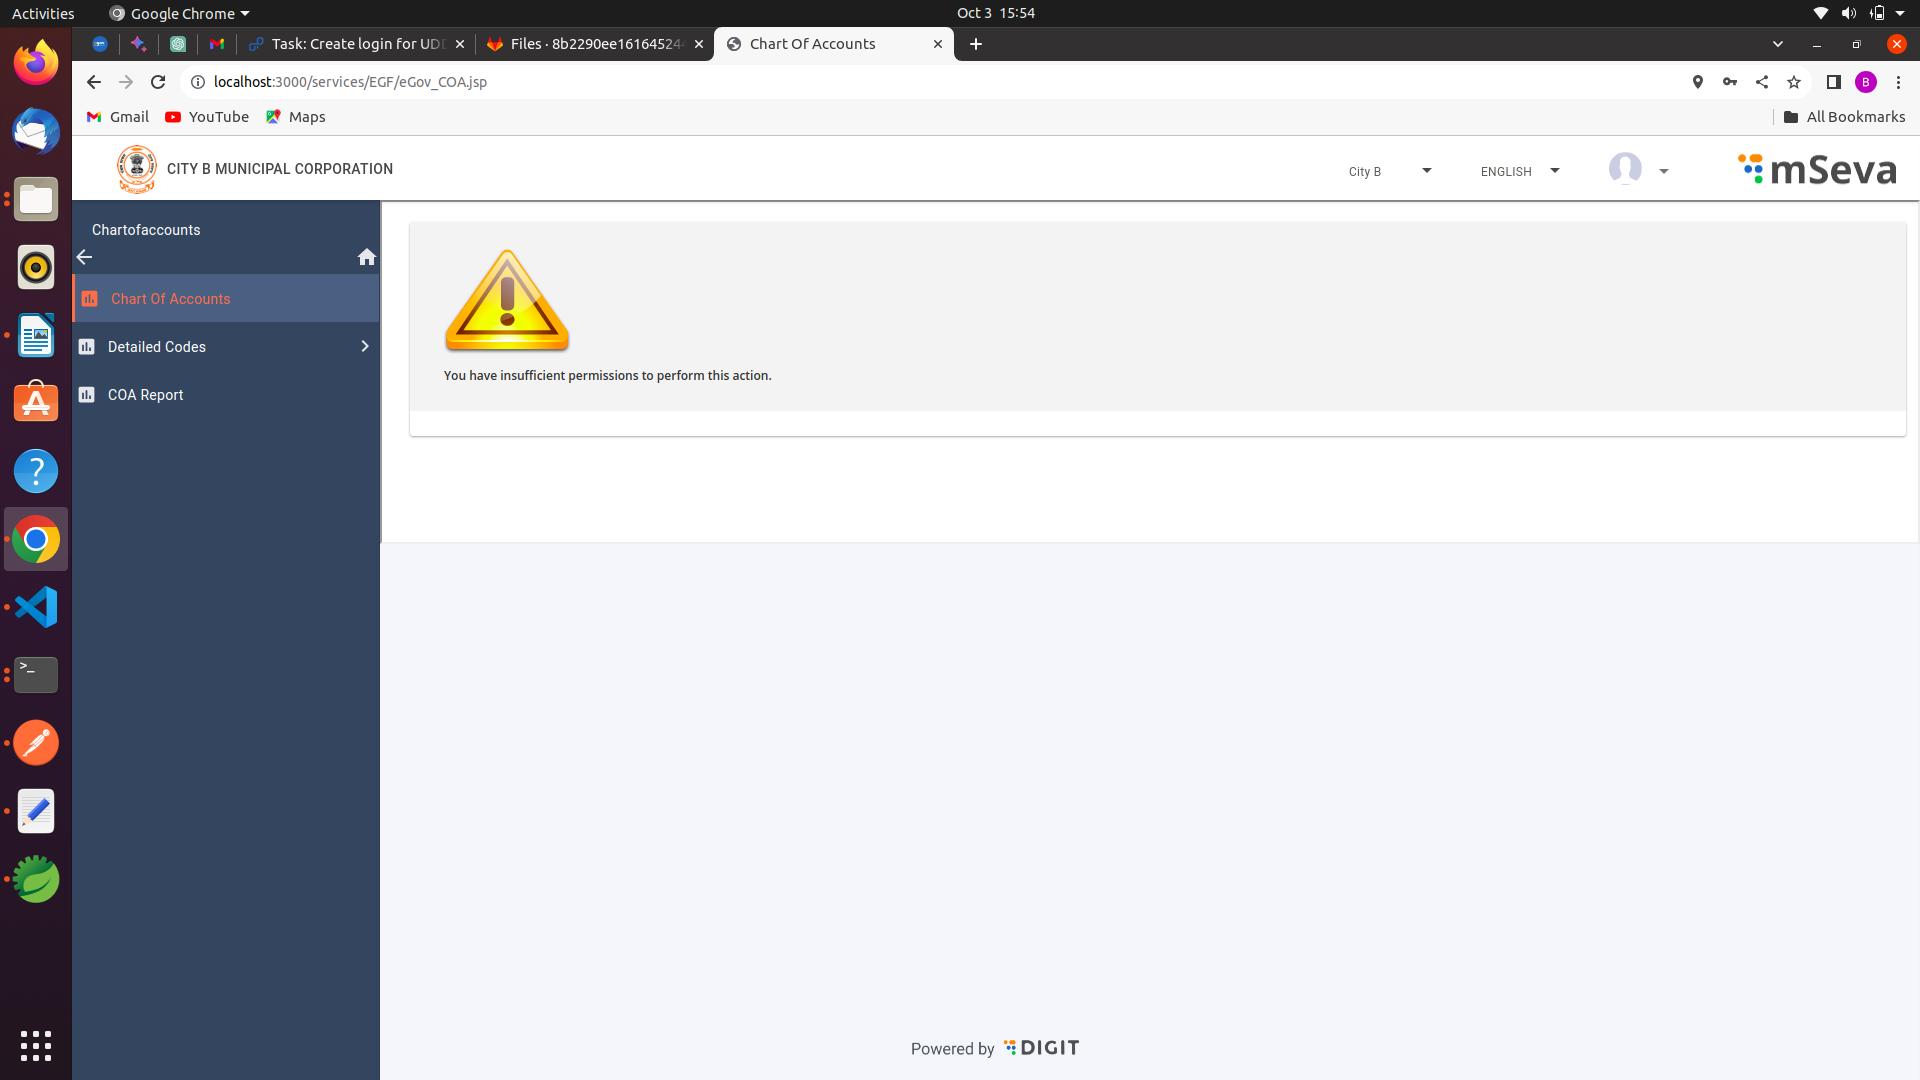 Activities
Google Chrome
Oct 3 15:54
Task: Create login for UDD
Files · 8b2290ee16164524
Chart Of Accounts
localhost:3000/services/EGF/eGov_COA.jsp
B
Gmail
YouTube
Maps
All Bookmarks
CITY B MUNICIPAL CORPORATION
City B
ENGLISH
mSeva
Chartofaccounts
Chart Of Accounts
Detailed Codes
COA Report
You have insufficient permissions to perform this action.
Powered by DIGIT